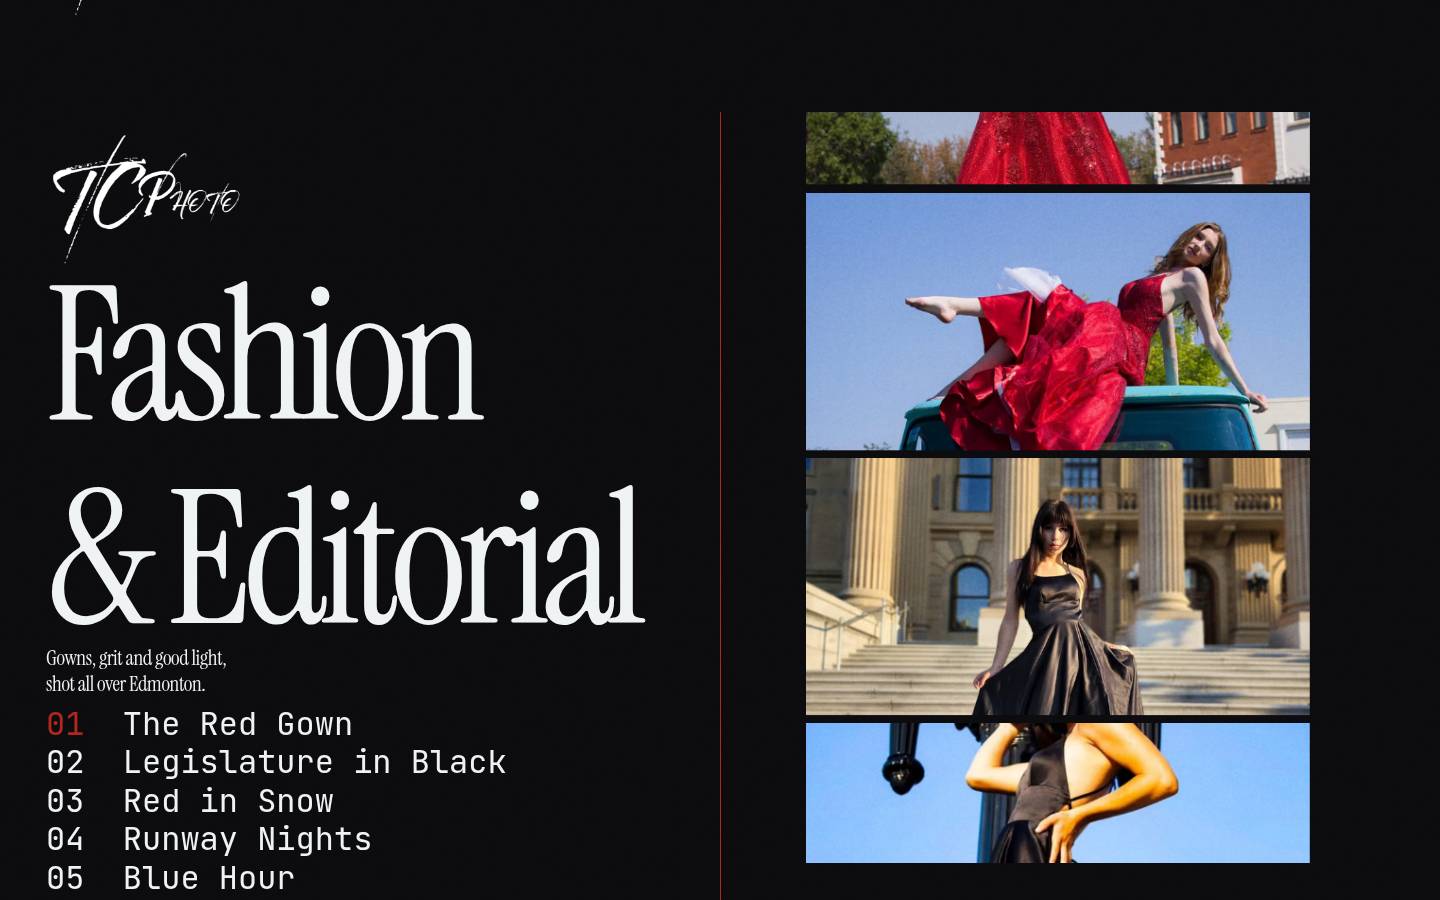 TCPhoto
Fashion
& Editorial
Gowns, grit and good light,
shot all over Edmonton.
01 The Red Gown
02 Legislature in Black
03 Red in Snow
04 Runway Nights
05 Blue Hour